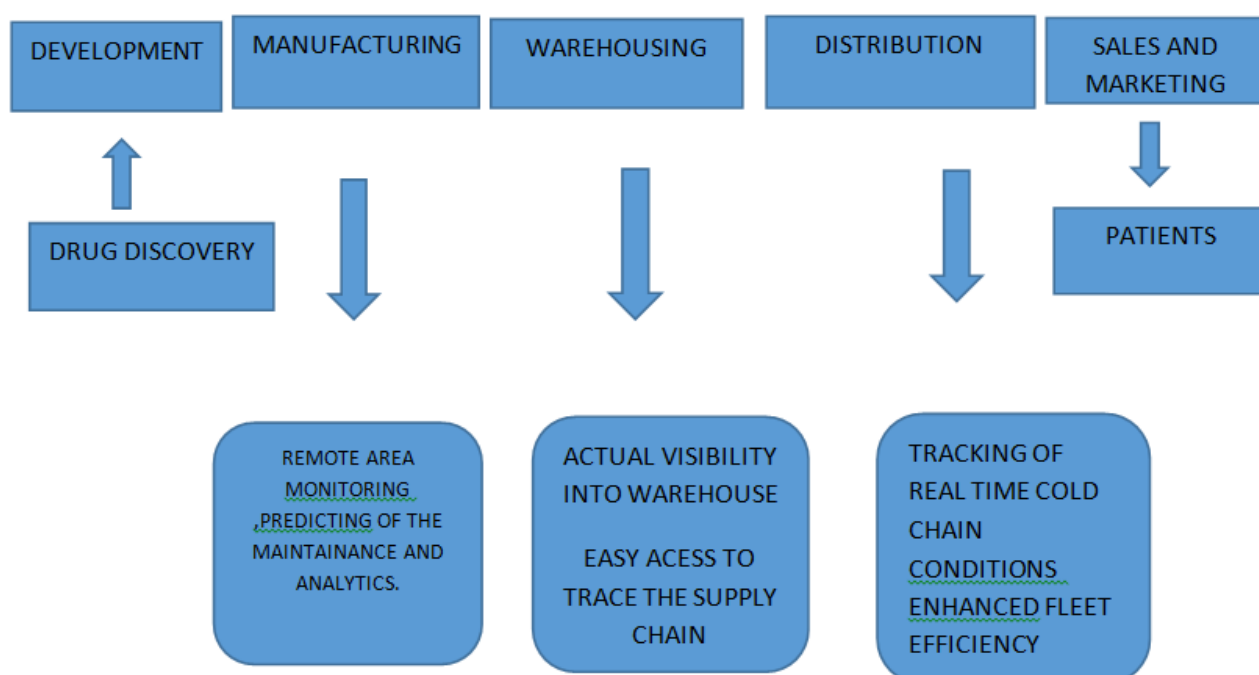 DEVELOPMENT
MANUFACTURING
WAREHOUSING
DISTRIBUTION
SALES AND
MARKETING
DRUG DISCOVERY
PATIENTS
REMOTE AREA
MONITORING
,PREDICTING OF THE
MAINTAINANCE AND
ANALYTICS.
ACTUAL VISIBILITY
INTO WAREHOUSE
EASY ACESS TO
TRACE THE SUPPLY
CHAIN
TRACKING OF
REAL TIME COLD
CHAIN
CONDITIONS
ENHANCED FLEET
EFFICIENCY